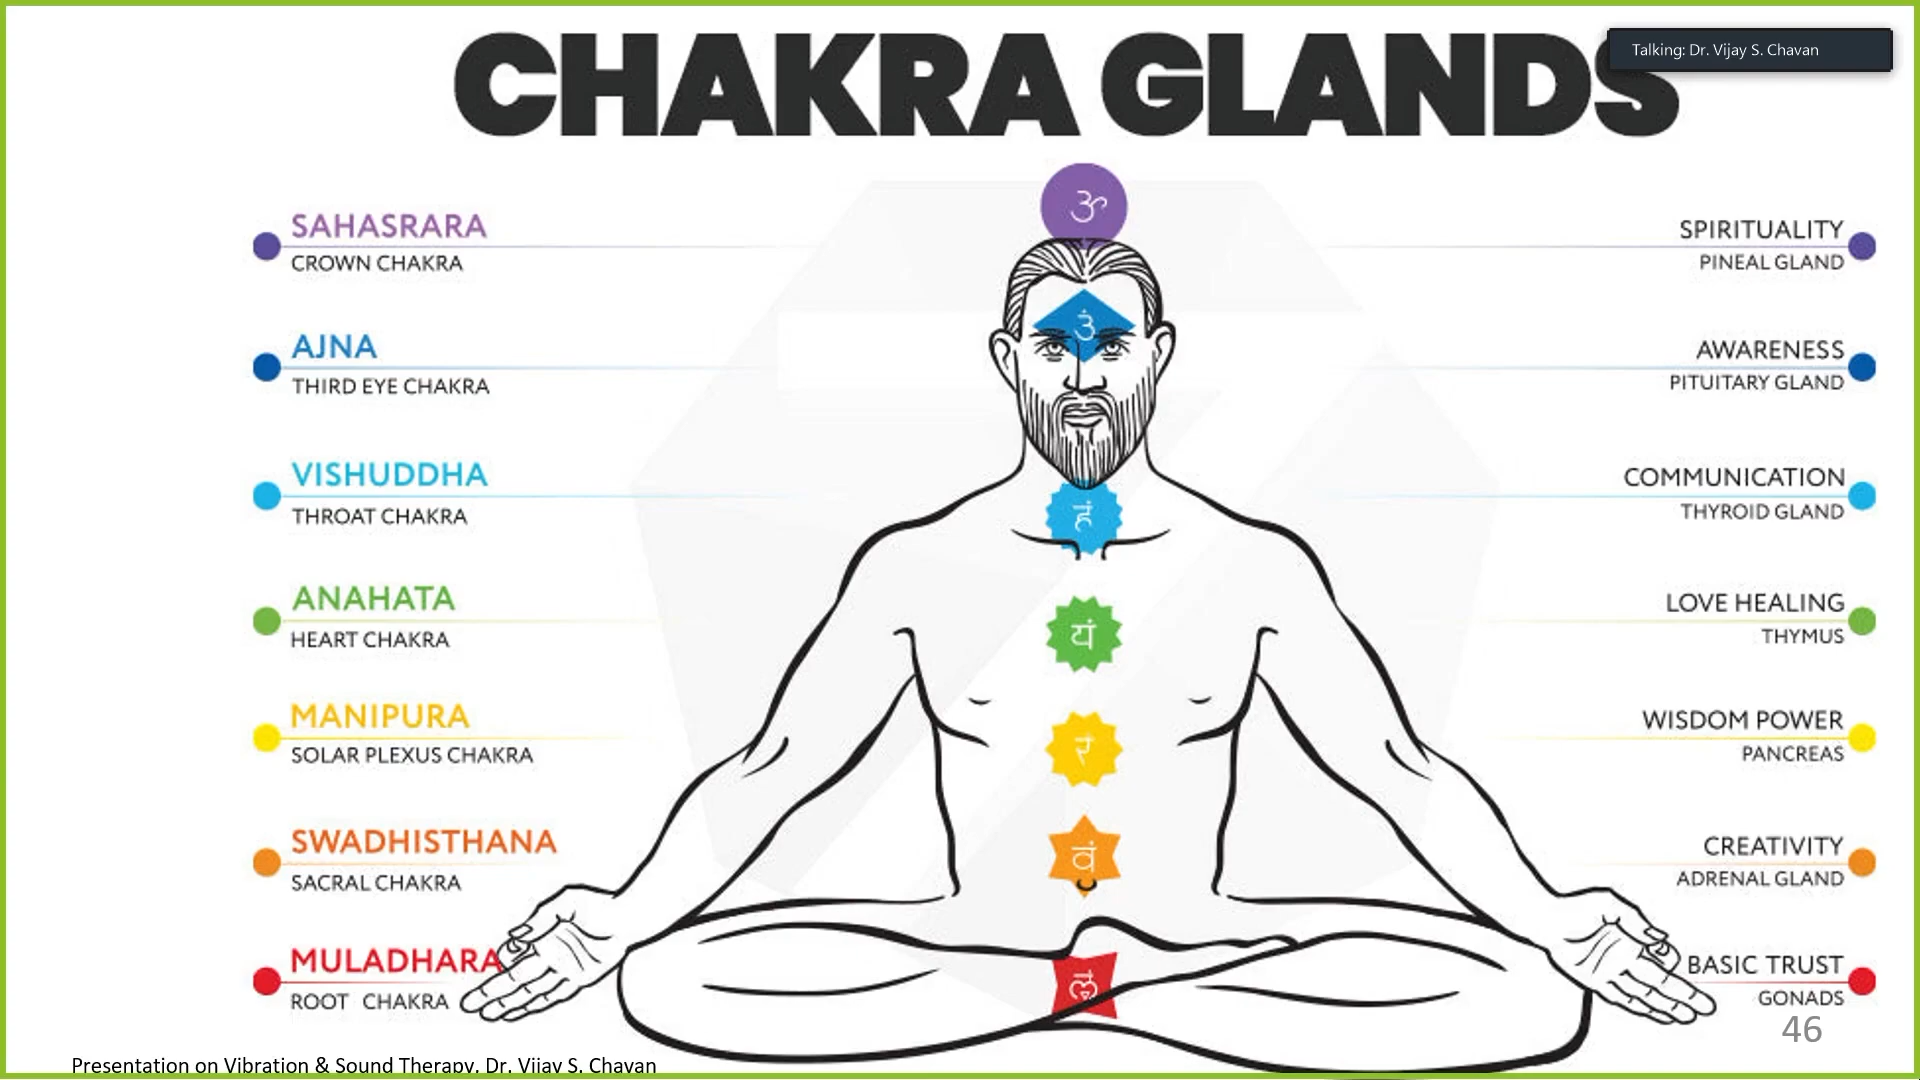 CHAKRA GLANDS
Talking: Dr. Vijay S. Chavan
ॐ
SAHASRARA
CROWN CHAKRA
SPIRITUALITY
PINEAL GLAND
AJNA
THIRD EYE CHAKRA
AWARENESS
PITUITARY GLAND
VISHUDDHA
THROAT CHAKRA
हं
COMMUNICATION
THYROID GLAND
ANAHATA
HEART CHAKRA
यं
LOVE HEALING
THYMUS
MANIPURA
SOLAR PLEXUS CHAKRA
WISDOM POWER
PANCREAS
SWADHISTHANA
SACRAL CHAKRA
वं
CREATIVITY
ADRENAL GLAND
MULADHARA
ROOT CHAKRA
BASIC TRUST
GONADS
46
Presentation on Vibration & Sound Therapy, Dr. Vijay S. Chavan